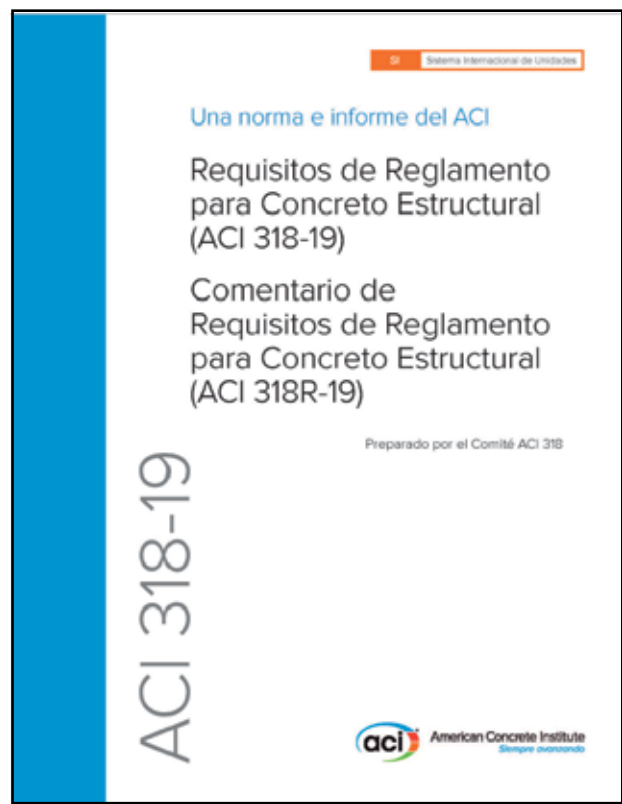 SI Sistema Internacional de Unidades
Una norma e informe del ACI
Requisitos de Reglamento
para Concreto Estructural
(ACI 318-19)
Comentario de
Requisitos de Reglamento
para Concreto Estructural
(ACI 318R-19)
Preparado por el Comité ACI 318
ACI 318-19
aci American Concrete Institute
Siempre avanzando